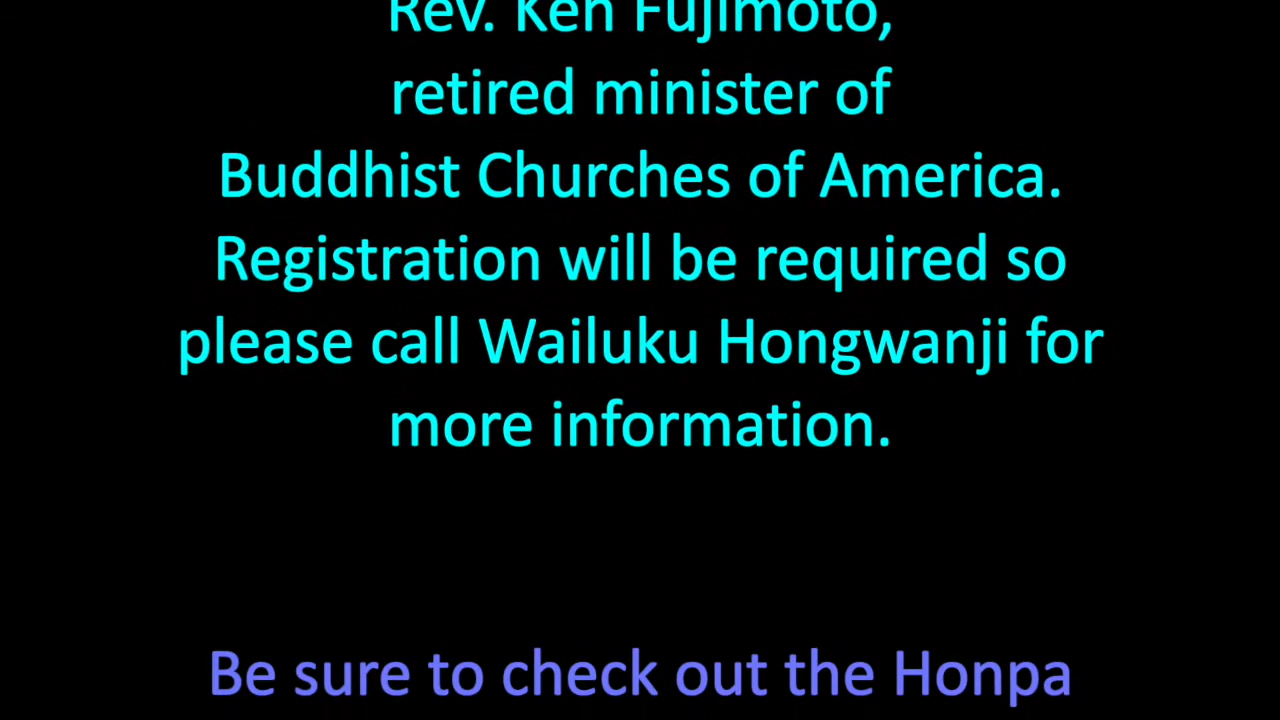 Rev. Ken Fujimoto,
retired minister of
Buddhist Churches of America.
Registration will be required so
please call Wailuku Hongwanji for
more information.
Be sure to check out the Honpa